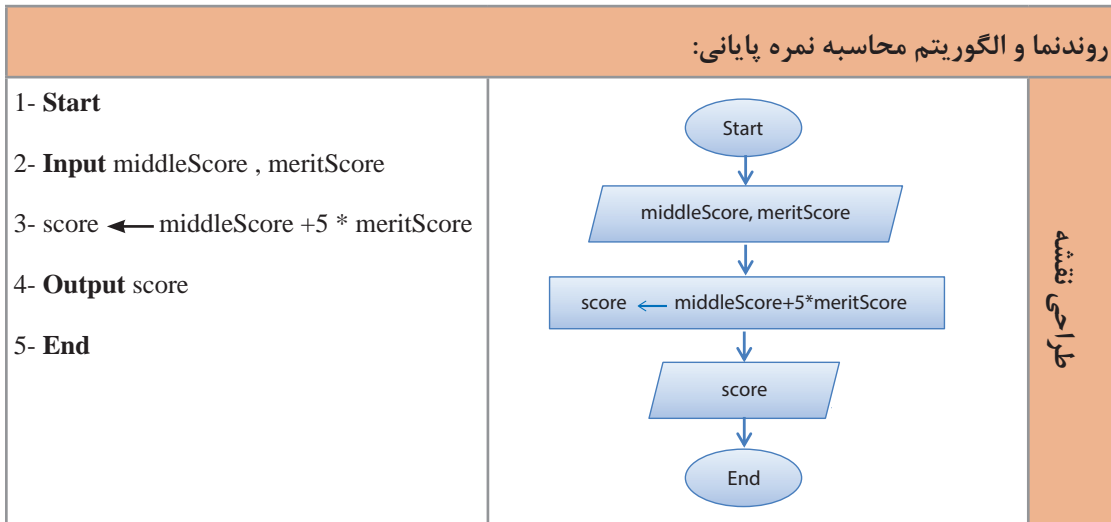 روندنما و الگوریتم محاسبه نمره پایانی:
طراحی نقشه
Start
middleScore, meritScore
score ← middleScore+5*meritScore
score
End
1- Start
2- Input middleScore , meritScore
3- score ← middleScore +5 * meritScore
4- Output score
5- End